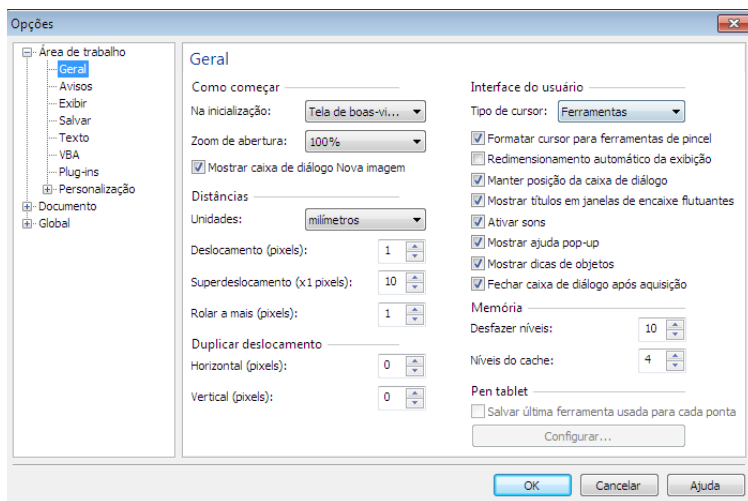 Opções
Área de trabalho
Geral
Avisos
Exibir
Salvar
Texto
VBA
Plug-ins
Personalização
Documento
Global
Geral
Como começar
Na inicialização: Tela de boas-vi...
Zoom de abertura: 100%
Mostrar caixa de diálogo Nova imagem
Distâncias
Unidades: milímetros
Deslocamento (pixels): 1
Superdeslocamento (x1 pixels): 10
Rolar a mais (pixels): 1
Duplicar deslocamento
Horizontal (pixels): 0
Vertical (pixels): 0
Interface do usuário
Tipo de cursor: Ferramentas
Formatar cursor para ferramentas de pincel
Redimensionamento automático da exibição
Manter posição da caixa de diálogo
Mostrar títulos em janelas de encaixe flutuantes
Ativar sons
Mostrar ajuda pop-up
Mostrar dicas de objetos
Fechar caixa de diálogo após aquisição
Memória
Desfazer níveis: 10
Níveis do cache: 4
Pen tablet
Salvar última ferramenta usada para cada ponta
Configurar...
OK Cancelar Ajuda